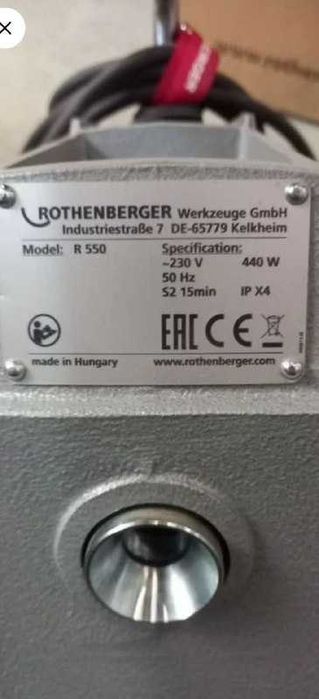 ROTHENBERGER Werkzeuge GmbH
Industriestraße 7 DE-65779 Kelkheim
Model: R 550 Specification:
~230 V 440 W
50 Hz
S2 15min IP X4
EAC CE
made in Hungary www.rothenberger.com